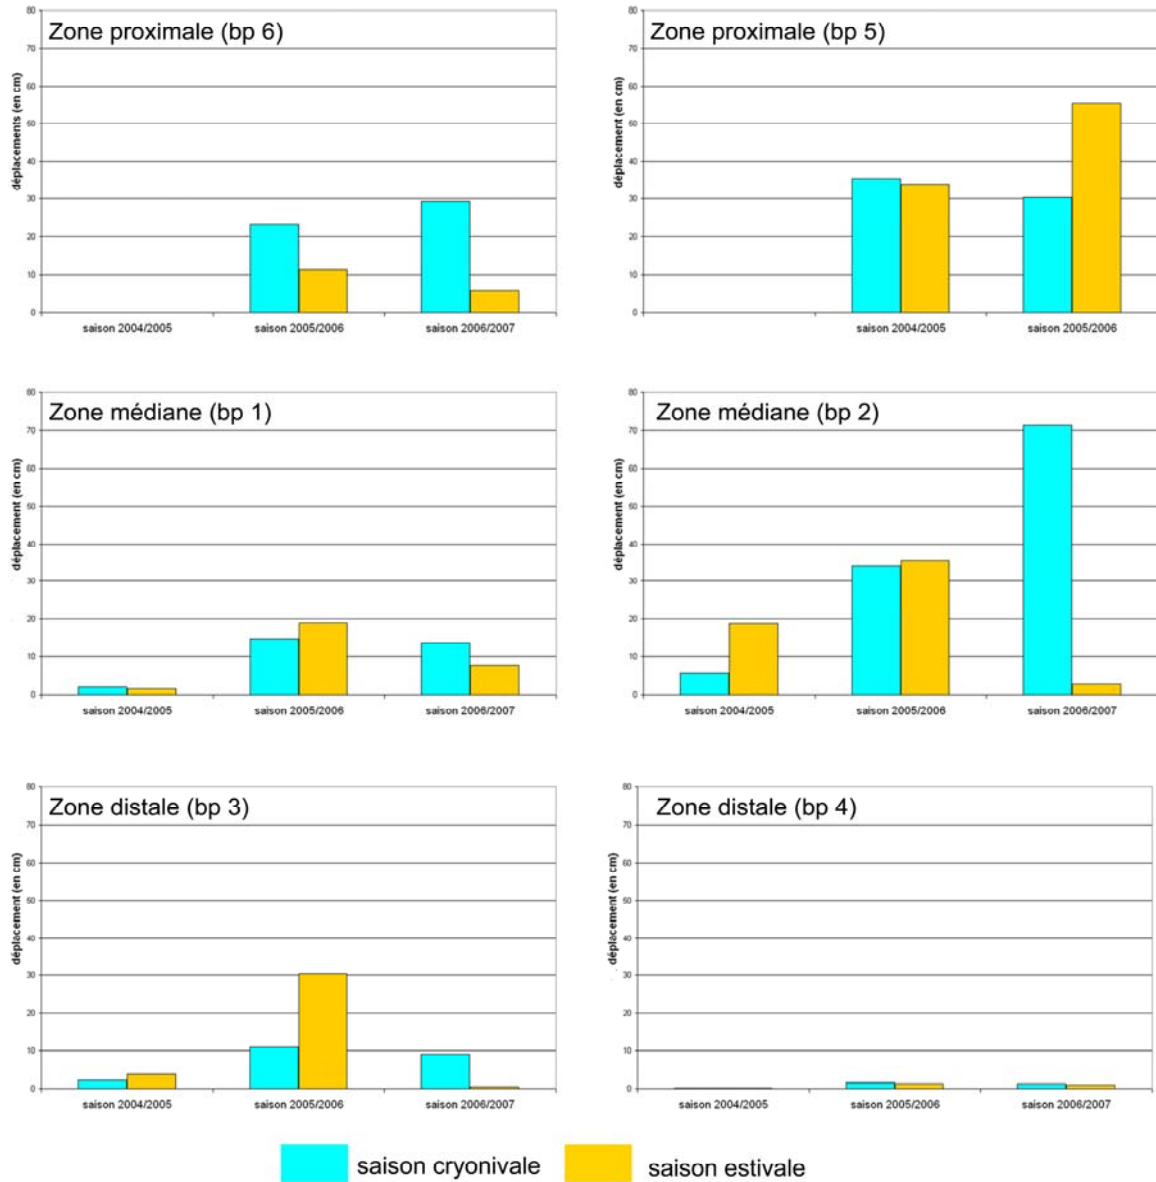 Zone proximale (bp 6)
déplacements (en cm)
80
70
60
50
40
30
20
10
0
saison 2004/2005 saison 2005/2006 saison 2006/2007
Zone proximale (bp 5)
déplacement (en cm)
80
70
60
50
40
30
20
10
0
saison 2004/2005 saison 2005/2006
Zone médiane (bp 1)
déplacement (en cm)
80
70
60
50
40
30
20
10
0
saison 2004/2005 saison 2005/2006 saison 2006/2007
Zone médiane (bp 2)
déplacement (en cm)
80
70
60
50
40
30
20
10
0
saison 2004/2005 saison 2005/2006 saison 2006/2007
Zone distale (bp 3)
déplacement (en cm)
80
70
60
50
40
30
20
10
0
saison 2004/2005 saison 2005/2006 saison 2006/2007
Zone distale (bp 4)
déplacement (en cm)
80
70
60
50
40
30
20
10
0
saison 2004/2005 saison 2005/2006 saison 2006/2007
saison cryonivale saison estivale